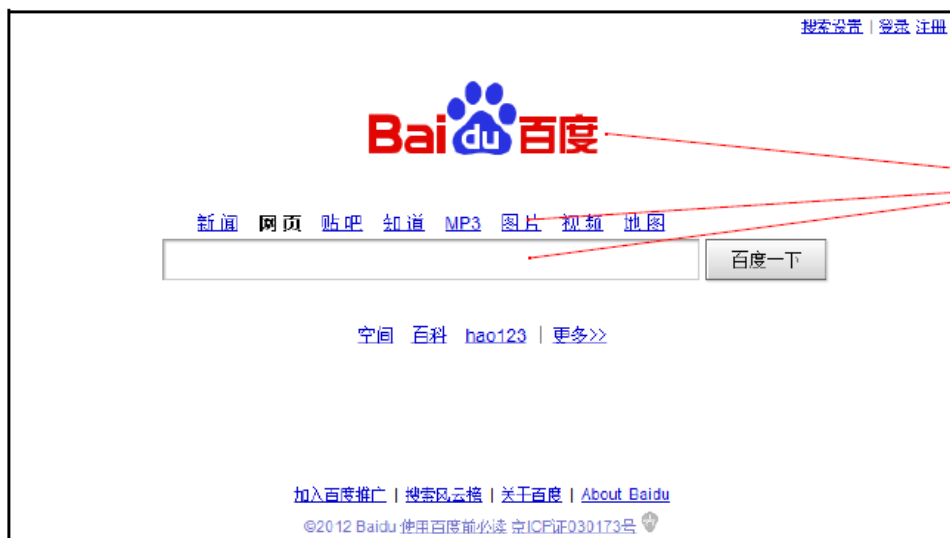 搜索设置 | 登录 注册
Bai du 百度
新闻 网页 贴吧 知道 MP3 图片 视频 地图
百度一下
空间 百科 hao123 | 更多>>
加入百度推广 | 搜索风云榜 | 关于百度 | About Baidu
©2012 Baidu 使用百度前必读 京ICP证030173号